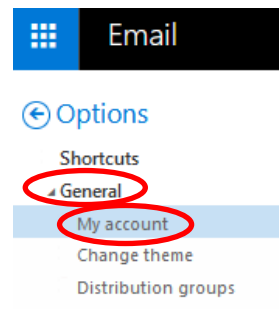 Email
Options
Shortcuts
General
My account
Change theme
Distribution groups